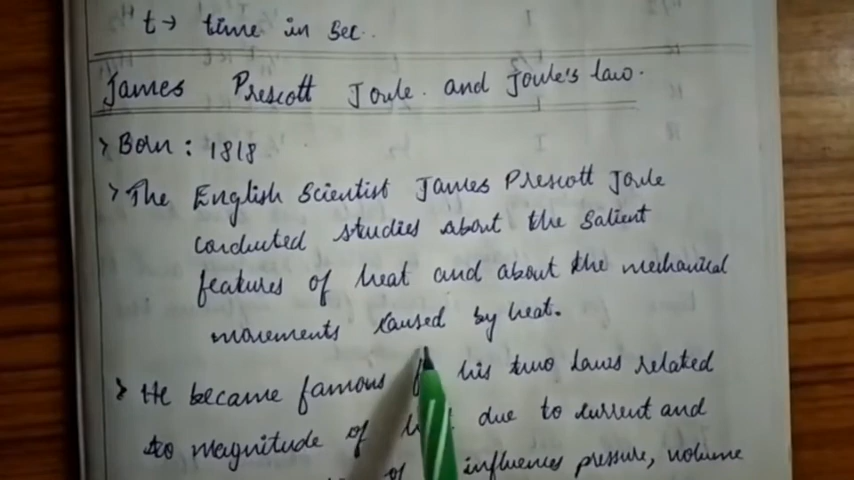 t → time in sec.
James Prescott Joule. and Joule's law.
> Born : 1818
> The English Scientist James Prescott Joule
conducted studies about the salient
features of heat and about the mechanical
movements caused by heat.
> He became famous his two laws related
to magnitude of due to current and
of influences pressure, volume